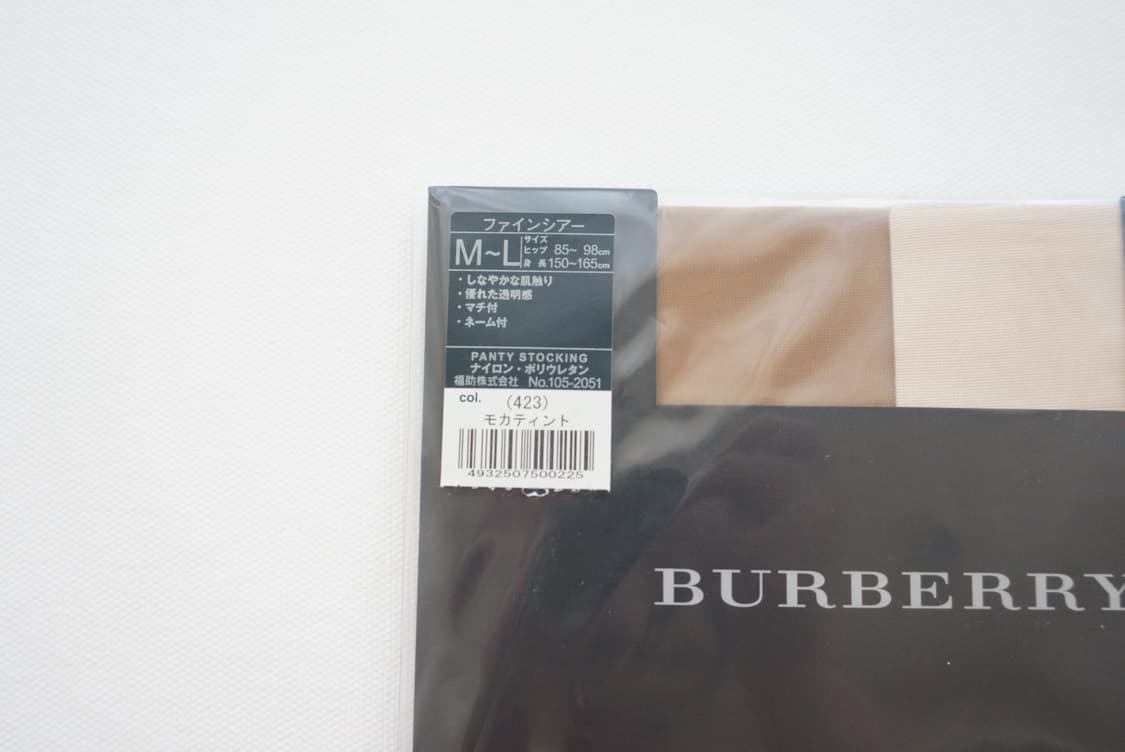 ファインシアー
M~L サイズ
ヒップ 85~ 98cm
身長 150~165cm
・しなやかな肌触り
・優れた透明感
・マチ付
・ネーム付
PANTY STOCKING
ナイロン・ポリウレタン
福助株式会社 No.105-2051
col. (423)
モカティント
4932507500225
BURBERRY